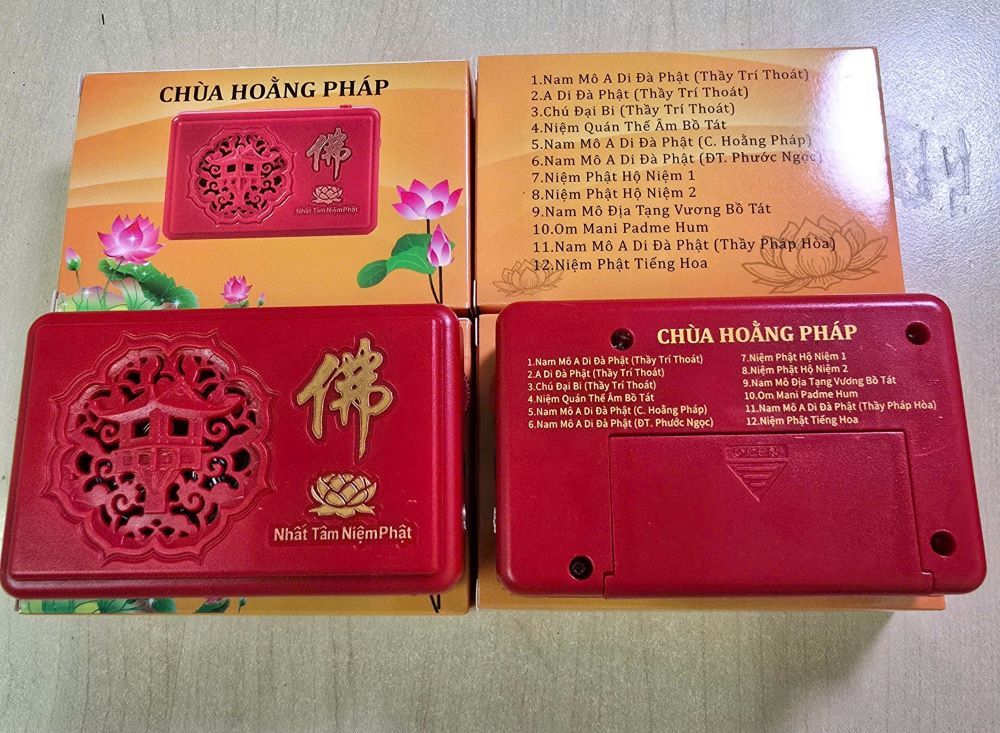 CHÙA HOẰNG PHÁP
佛
Nhất Tâm Niệm Phật
1.Nam Mô A Di Đà Phật (Thầy Trí Thoát)
2.A Di Đà Phật (Thầy Trí Thoát)
3.Chú Đại Bi (Thầy Trí Thoát)
4.Niệm Quán Thế Âm Bồ Tát
5.Nam Mô A Di Đà Phật (C. Hoằng Pháp)
6.Nam Mô A Di Đà Phật (ĐT. Phước Ngọc)
7.Niệm Phật Hộ Niệm 1
8.Niệm Phật Hộ Niệm 2
9.Nam Mô Địa Tạng Vương Bồ Tát
10.Om Mani Padme Hum
11.Nam Mô A Di Đà Phật (Thầy Pháp Hòa)
12.Niệm Phật Tiếng Hoa
佛
Nhất Tâm Niệm Phật
CHÙA HOẰNG PHÁP
1.Nam Mô A Di Đà Phật (Thầy Trí Thoát)
2.A Di Đà Phật (Thầy Trí Thoát)
3.Chú Đại Bi (Thầy Trí Thoát)
4.Niệm Quán Thế Âm Bồ Tát
5.Nam Mô A Di Đà Phật (C. Hoằng Pháp)
6.Nam Mô A Di Đà Phật (ĐT. Phước Ngọc)
7.Niệm Phật Hộ Niệm 1
8.Niệm Phật Hộ Niệm 2
9.Nam Mô Địa Tạng Vương Bồ Tát
10.Om Mani Padme Hum
11.Nam Mô A Di Đà Phật (Thầy Pháp Hòa)
12.Niệm Phật Tiếng Hoa
OPEN